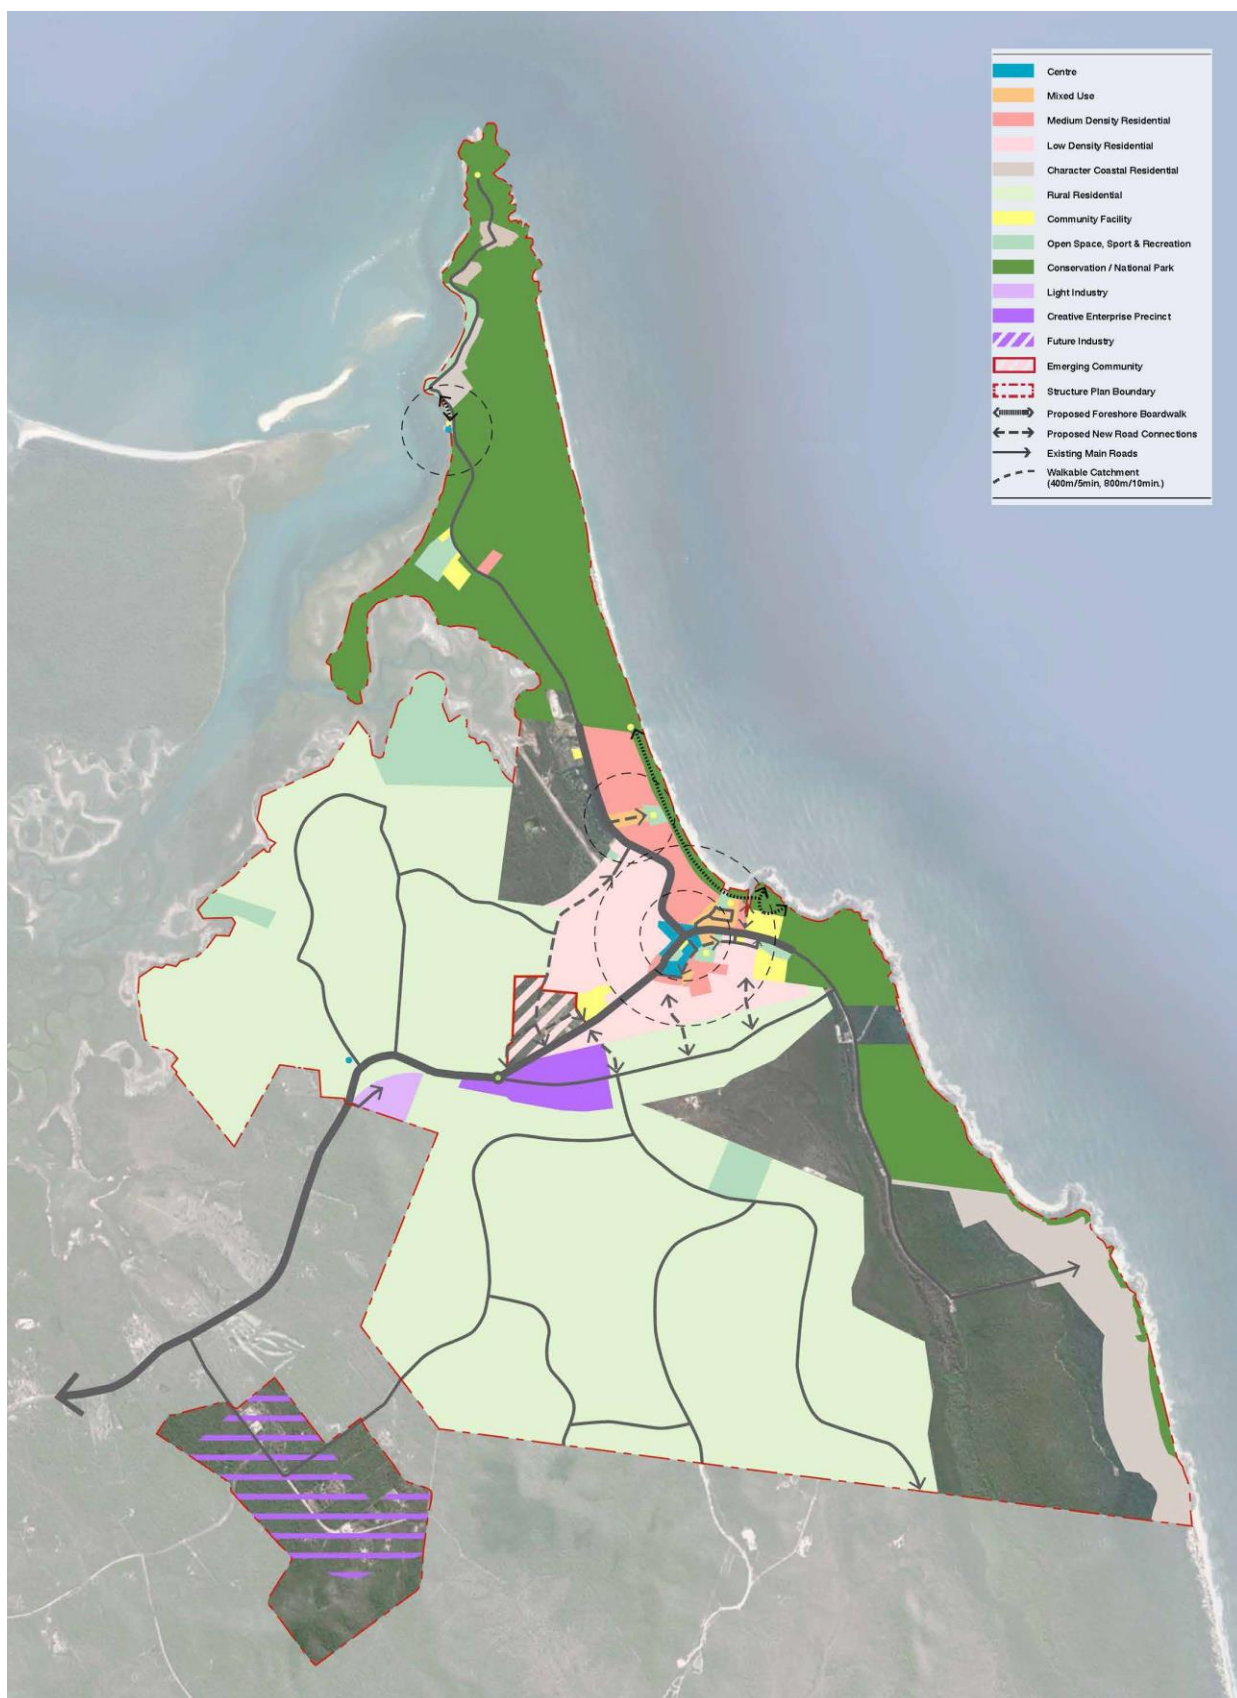 Centre
Mixed Use
Medium Density Residential
Low Density Residential
Character Coastal Residential
Rural Residential
Community Facility
Open Space, Sport & Recreation
Conservation / National Park
Light Industry
Creative Enterprise Precinct
Future Industry
Emerging Community
Structure Plan Boundary
Proposed Foreshore Boardwalk
Proposed New Road Connections
Existing Main Roads
Walkable Catchment
(400m/5min, 800m/10min.)